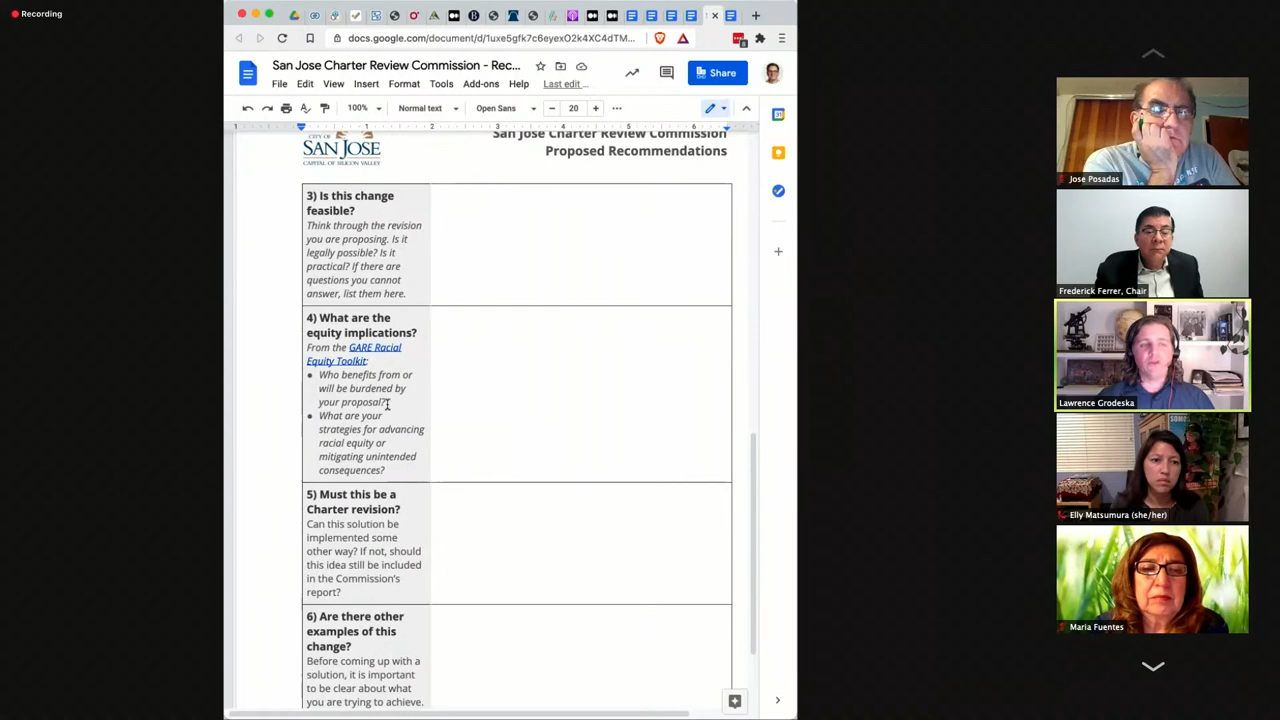 Recording
docs.google.com/document/d/1uxe5gfk7c6eyexO2k4XC4dTM...
San Jose Charter Review Commission - Rec...
Share
File Edit View Insert Format Tools Add-ons Help Last edit ...
100% Normal text Open Sans 20
1 1 2 3 4 5 6
San Jose Charter Review Commission
Proposed Recommendations
CITY OF
SAN JOSE
CAPITAL OF SILICON VALLEY
3) Is this change
feasible?
Think through the revision
you are proposing. Is it
legally possible? Is it
practical? If there are
questions you cannot
answer, list them here.
4) What are the
equity implications?
From the GARE Racial
Equity Toolkit:
● Who benefits from or
will be burdened by
your proposal?
● What are your
strategies for advancing
racial equity or
mitigating unintended
consequences?
5) Must this be a
Charter revision?
Can this solution be
implemented some
other way? If not, should
this idea still be included
in the Commission's
report?
6) Are there other
examples of this
change?
Before coming up with a
solution, it is important
to be clear about what
you are trying to achieve.
Jose Posadas
Frederick Ferrer, Chair
Lawrence Grodeska
Elly Matsumura (she/her)
Maria Fuentes